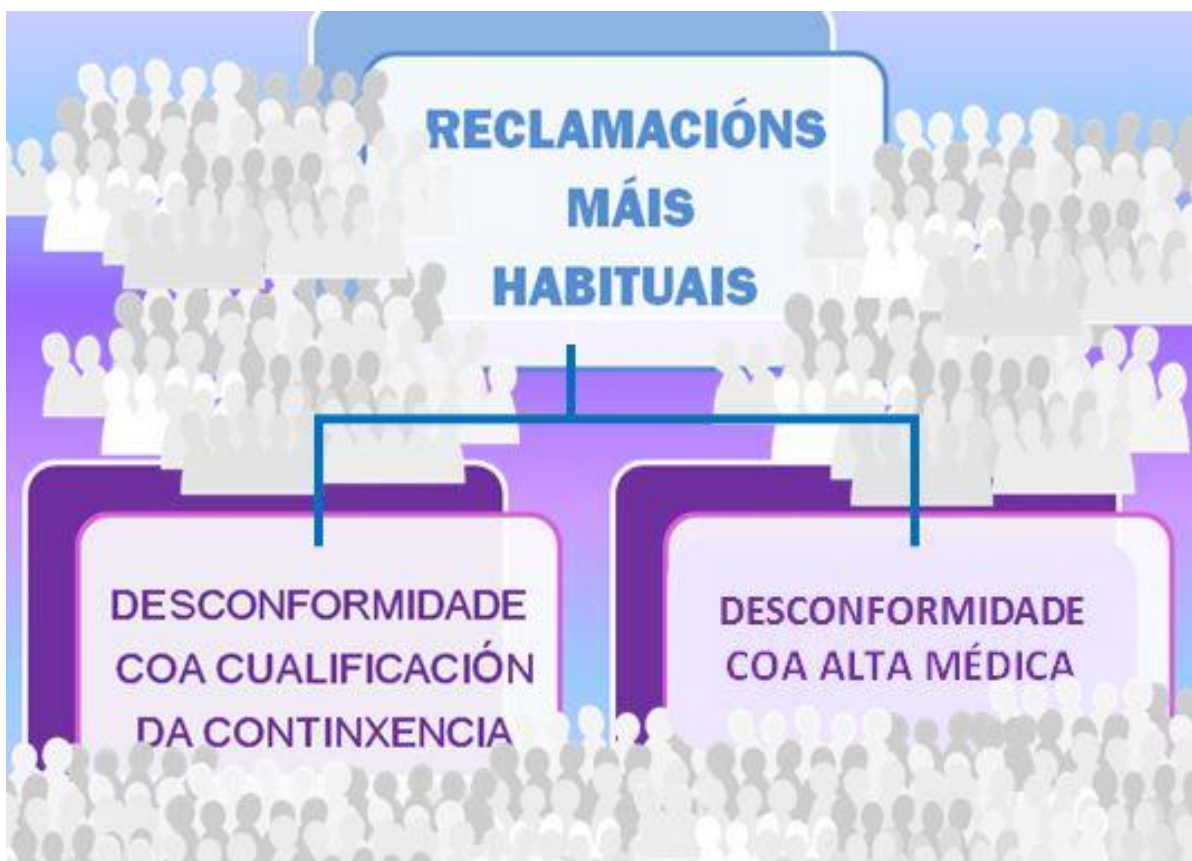 RECLAMACIÓNS
MÁIS
HABITUAIS
DESCONFORMIDADE
COA CUALIFICACIÓN
DA CONTINXENCIA
DESCONFORMIDADE
COA ALTA MÉDICA